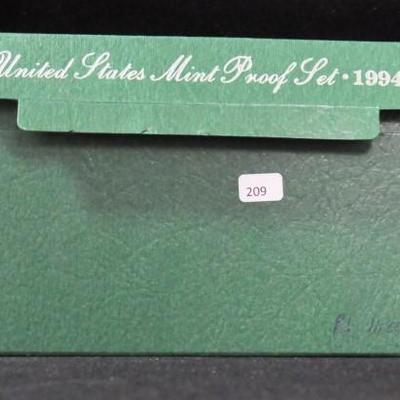 United States Mint Proof Set • 1994
209